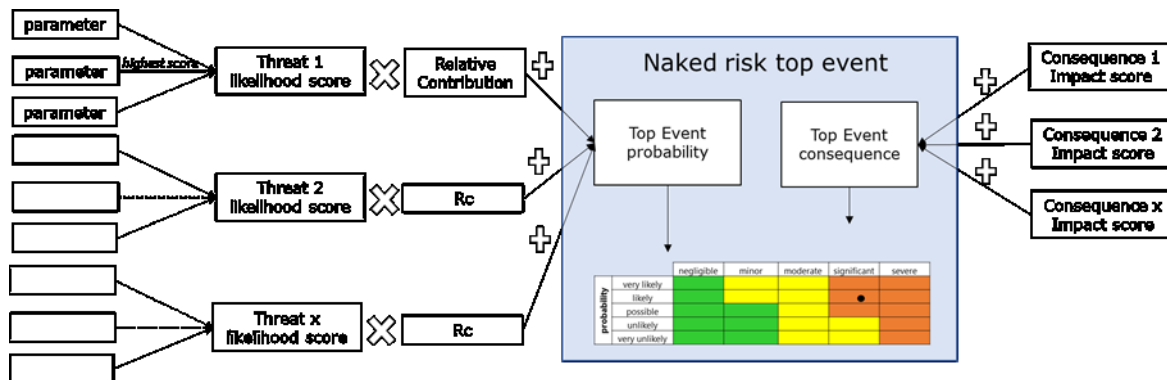 parameter
parameter
parameter
highest score
Threat 1
likelihood score
Relative
Contribution
Threat 2
likelihood score
Rc
Threat x
likelihood score
Rc
Naked risk top event
Top Event
probability
Top Event
consequence
negligible minor moderate significant severe
probability
very likely
likely
possible
unlikely
very unlikely
Consequence 1
Impact score
Consequence 2
Impact score
Consequence x
Impact score